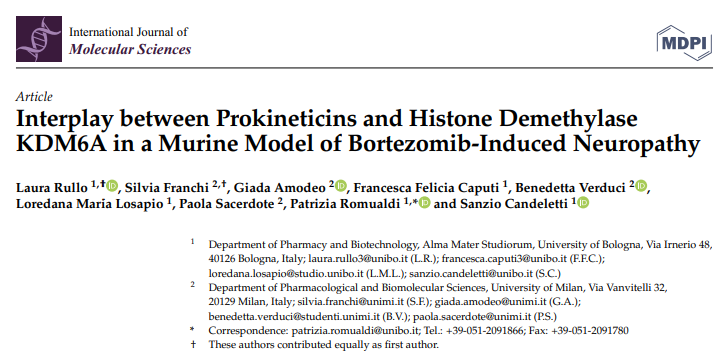 International Journal of
Molecular Sciences
MDPI
Article
Interplay between Prokineticins and Histone Demethylase
KDM6A in a Murine Model of Bortezomib-Induced Neuropathy
Laura Rullo 1,†, Silvia Franchi 2,†, Giada Amodeo 2, Francesca Felicia Caputi 1, Benedetta Verduci 2,
Loredana Maria Losapio 1, Paola Sacerdote 2, Patrizia Romualdi 1,* and Sanzio Candeletti 1
1 Department of Pharmacy and Biotechnology, Alma Mater Studiorum, University of Bologna, Via Irnerio 48,
40126 Bologna, Italy; laura.rullo3@unibo.it (L.R.); francesca.caputi3@unibo.it (F.F.C.);
loredana.losapio@studio.unibo.it (L.M.L.); sanzio.candeletti@unibo.it (S.C.)
2 Department of Pharmacological and Biomolecular Sciences, University of Milan, Via Vanvitelli 32,
20129 Milan, Italy; silvia.franchi@unimi.it (S.F.); giada.amodeo@unimi.it (G.A.);
benedetta.verduci@studenti.unimi.it (B.V.); paola.sacerdote@unimi.it (P.S.)
* Correspondence: patrizia.romualdi@unibo.it; Tel.: +39-051-2091866; Fax: +39-051-2091780
† These authors contributed equally as first author.